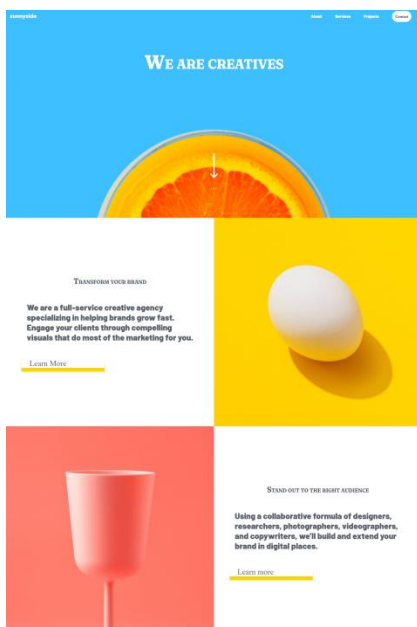 sunnyside
About Services Projects Contact
WE ARE CREATIVES
TRANSFORM YOUR BRAND
We are a full-service creative agency
specializing in helping brands grow fast.
Engage your clients through compelling
visuals that do most of the marketing for you.
Learn More
STAND OUT TO THE RIGHT AUDIENCE
Using a collaborative formula of designers,
researchers, photographers, videographers,
and copywriters, we'll build and extend your
brand in digital places.
Learn more